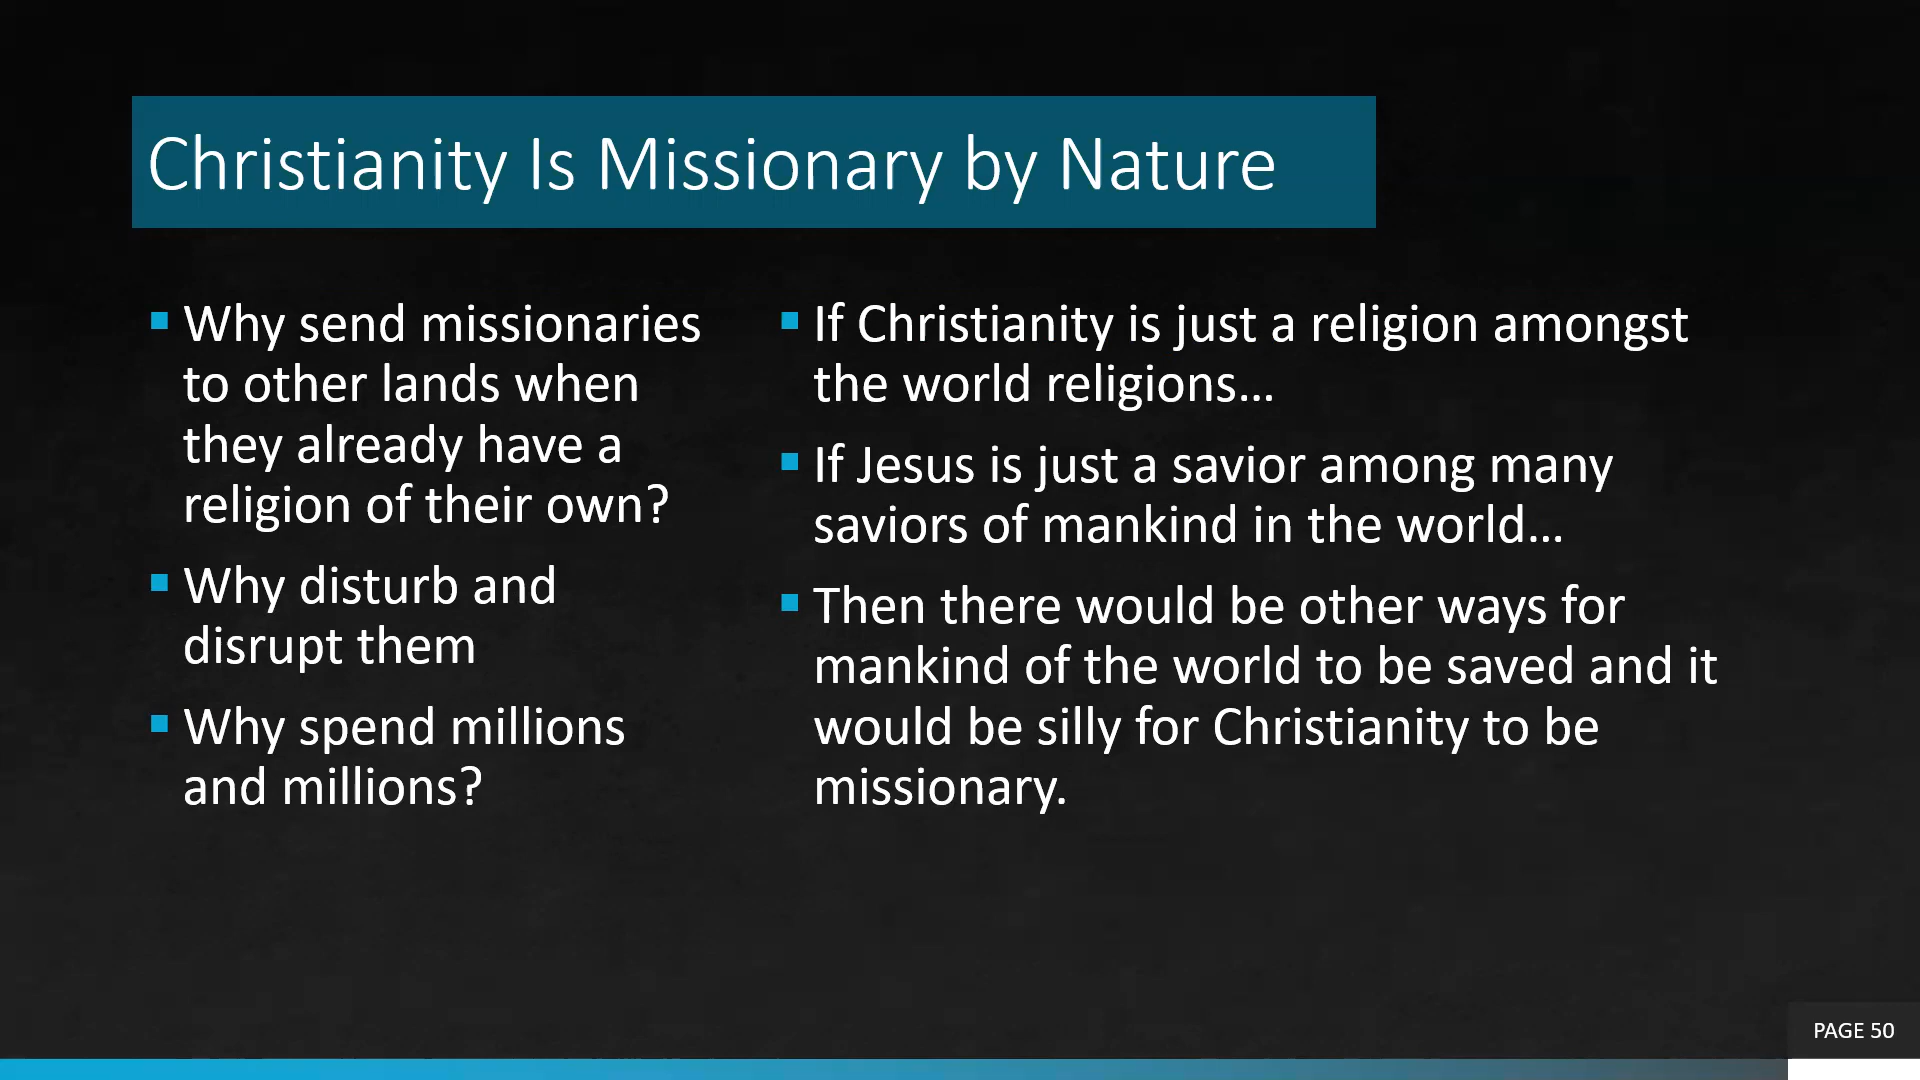 Christianity Is Missionary by Nature
Why send missionaries
to other lands when
they already have a
religion of their own?
Why disturb and
disrupt them
Why spend millions
and millions?
If Christianity is just a religion amongst
the world religions…
If Jesus is just a savior among many
saviors of mankind in the world…
Then there would be other ways for
mankind of the world to be saved and it
would be silly for Christianity to be
missionary.
PAGE 50